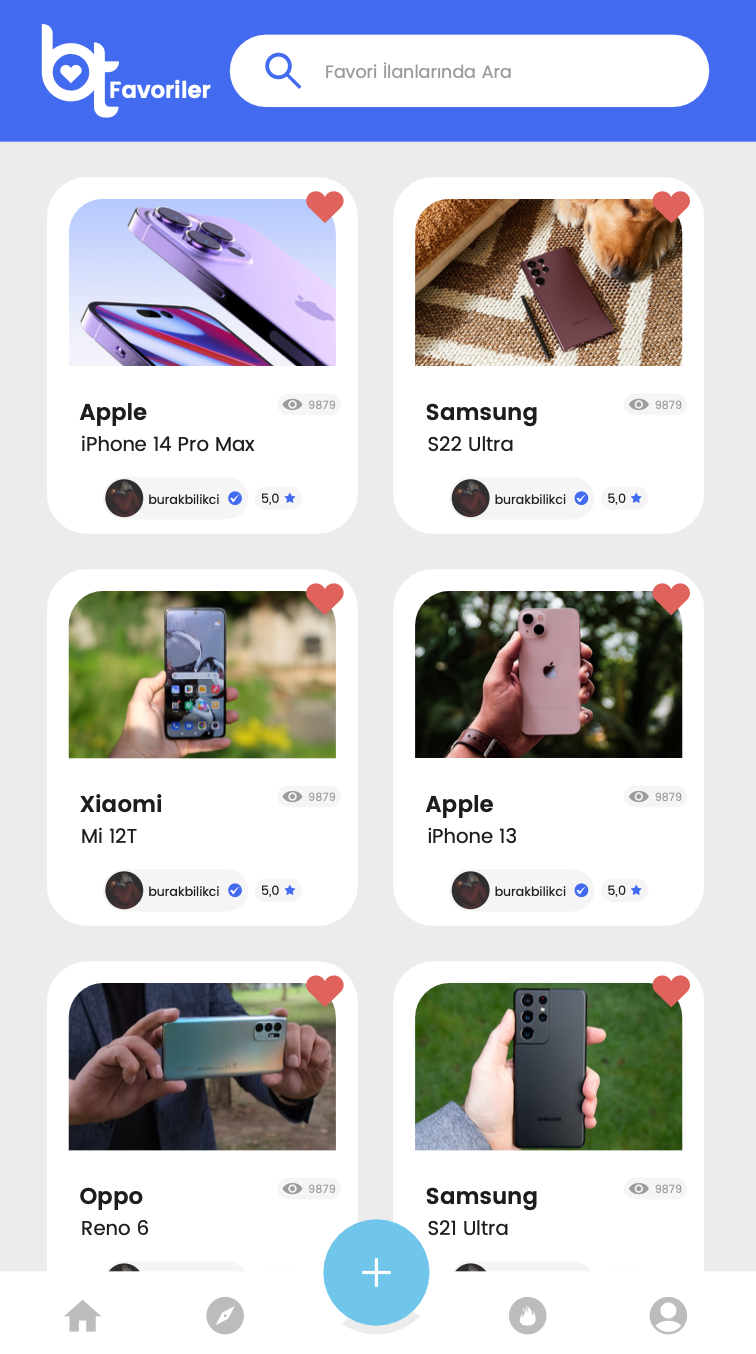 bt
Favoriler
Favori İlanlarında Ara
Apple
9879
iPhone 14 Pro Max
burakbilikci
5,0
Samsung
9879
S22 Ultra
burakbilikci
5,0
Xiaomi
9879
Mi 12T
burakbilikci
5,0
Apple
9879
iPhone 13
burakbilikci
5,0
Oppo
9879
Reno 6
SAMSUNG
Samsung
9879
S21 Ultra